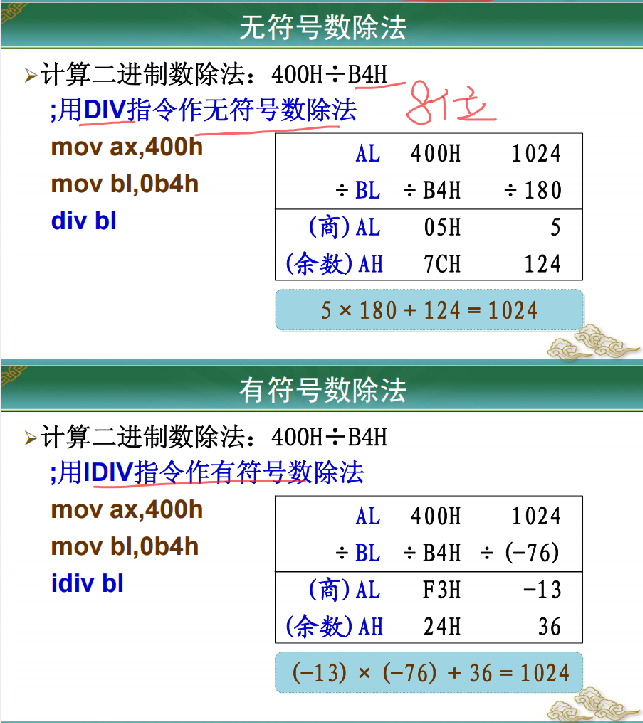 无符号数除法
➢计算二进制数除法：400H÷B4H
;用DIV指令作无符号数除法 8位
mov ax,400h
mov bl,0b4h
div bl
AL 400H 1024
÷ BL ÷ B4H ÷ 180
(商) AL 05H 5
(余数) AH 7CH 124
5 × 180 + 124 = 1024
有符号数除法
➢计算二进制数除法：400H÷B4H
;用IDIV指令作有符号数除法
mov ax,400h
mov bl,0b4h
idiv bl
AL 400H 1024
÷ BL ÷ B4H ÷ (−76)
(商) AL F3H −13
(余数) AH 24H 36
(−13) × (−76) + 36 = 1024